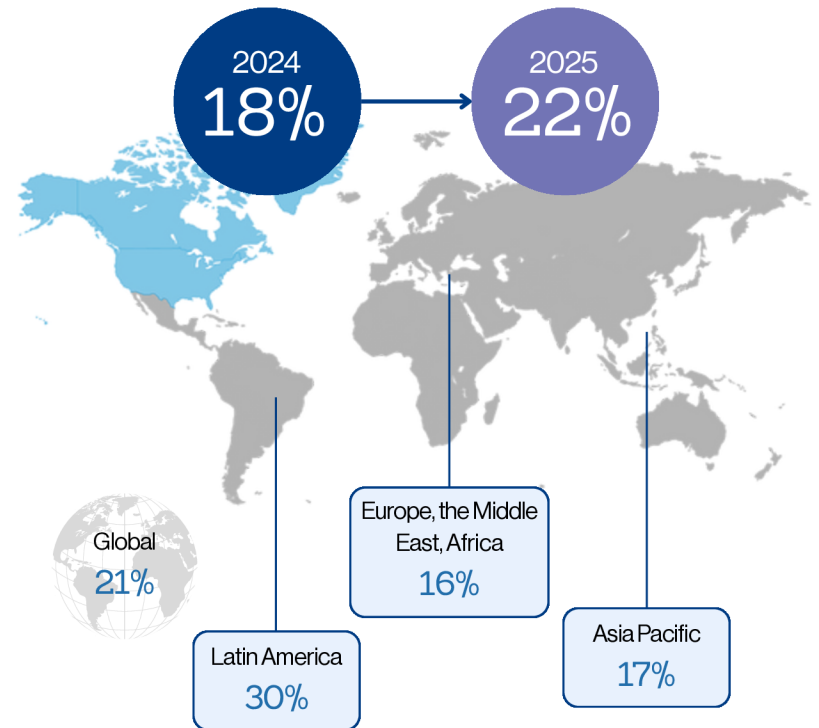 2024
18%
2025
22%
Europe, the Middle
East, Africa
16%
Global
21%
Asia Pacific
17%
Latin America
30%